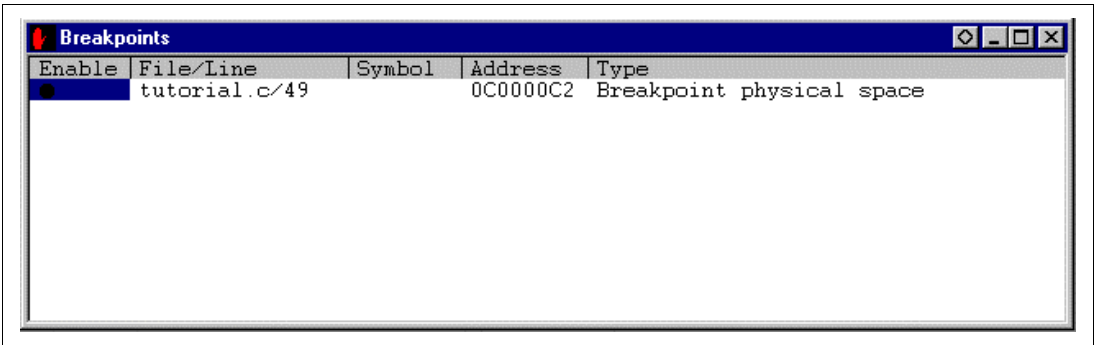 Breakpoints
Enable File/Line Symbol Address Type
tutorial.c/49 0C0000C2 Breakpoint physical space